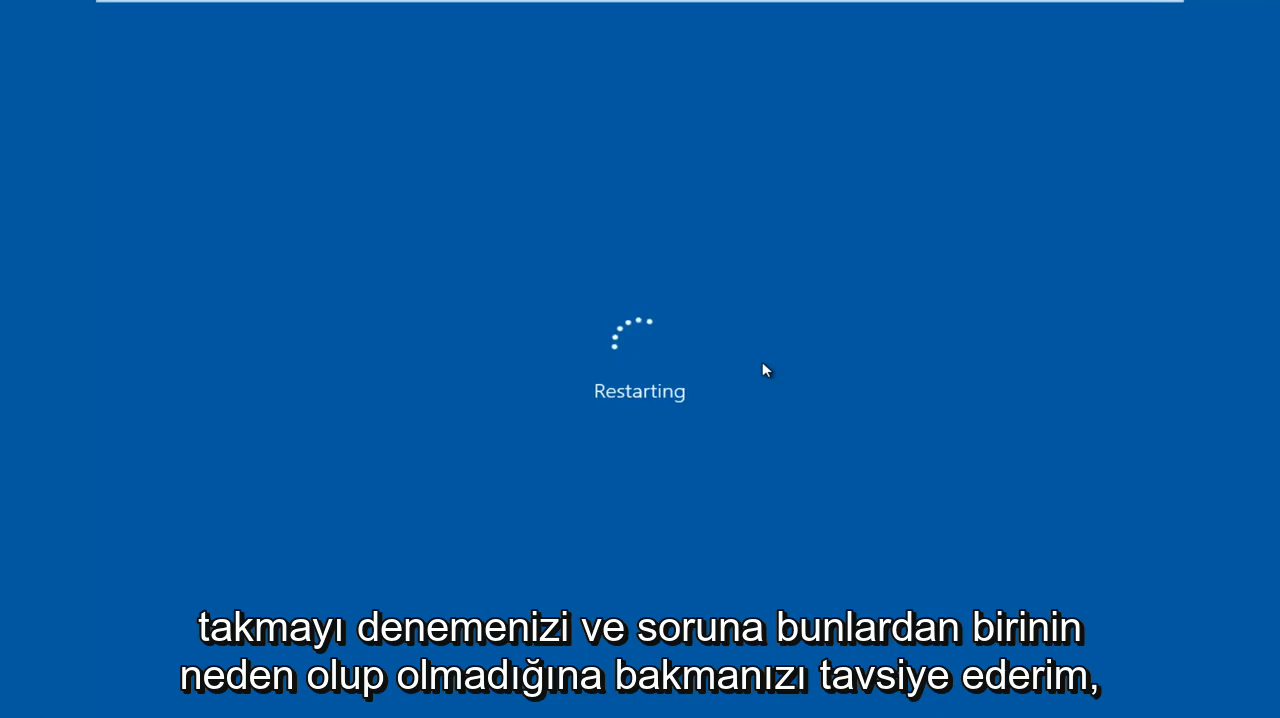 Restarting
takmayı denemenizi ve soruna bunlardan birinin
neden olup olmadığına bakmanızı tavsiye ederim,